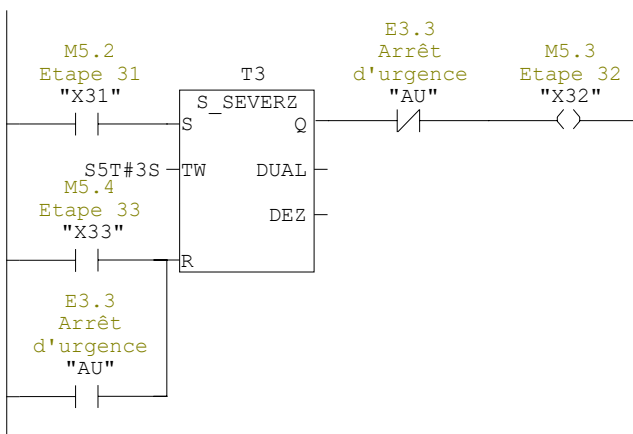 E3.3
M5.2
Arrêt
M5.3
Etape 31
T3
d'urgence
Etape 32
"X31"
"AU"
"X32"
S_SEVERZ
S
Q
S5T#3S
TW
DUAL
M5.4
Etape 33
DEZ
"X33"
R
E3.3
Arrêt
d'urgence
"AU"